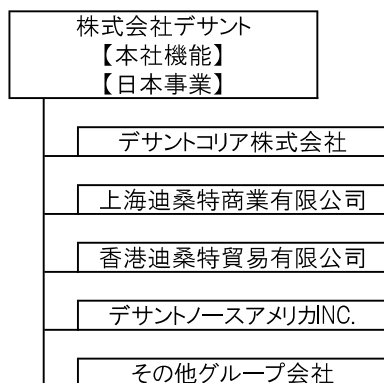 株式会社デサント
【本社機能】
【日本事業】
デサントコリア株式会社
上海迪桑特商業有限公司
香港迪桑特貿易有限公司
デサントノースアメリカINC.
その他グループ会社